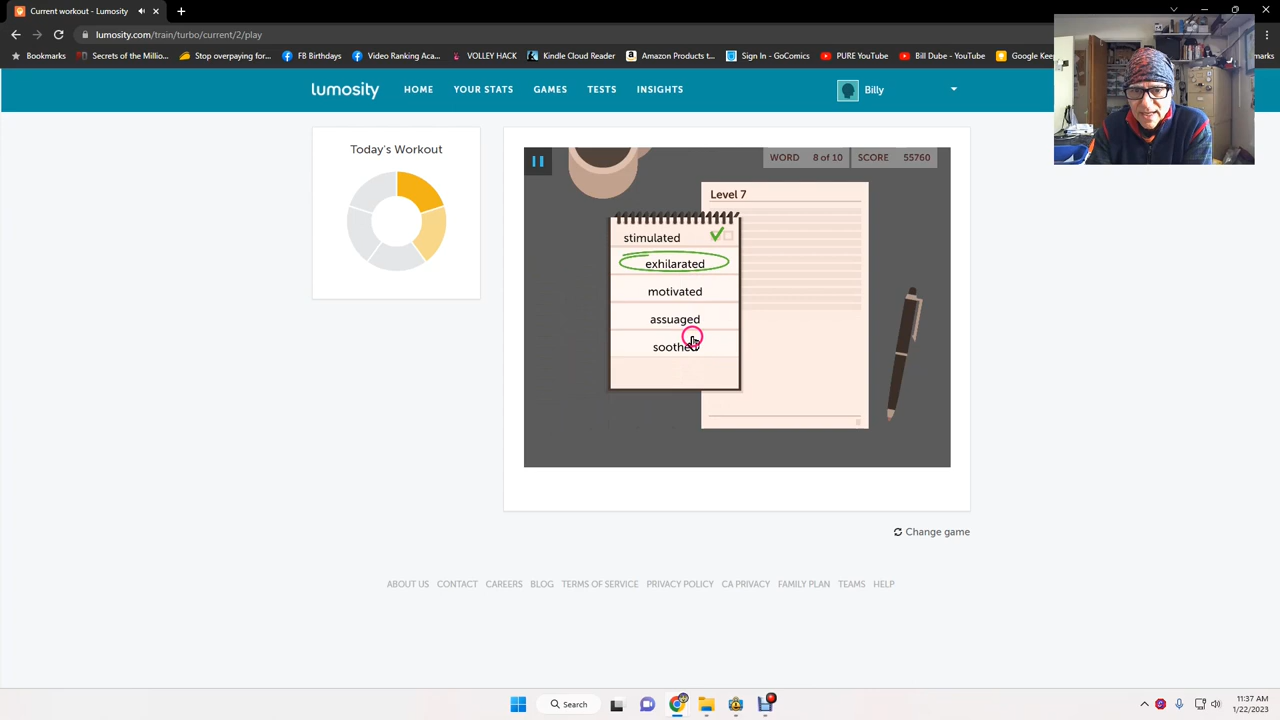 Current workout - Lumosity
lumosity.com/train/turbo/current/2/play
Bookmarks
Secrets of the Millio...
Stop overpaying for...
FB Birthdays
Video Ranking Aca...
VOICEY HAND
Kindle Cloud Reader
Amazon Products t...
Sign In - GoComics
PURE YouTube
Bill Dube - YouTube
Google Keep
lumosity
HOME
YOUR STATS
GAMES
TESTS
INSIGHTS
Billy
Today's Workout
WORD 8 of 10
SCORE 55760
Level 7
stimulated
exhilarated
motivated
assuaged
soothed
Change game
ABOUT US
CONTACT
CAREERS
BLOG
TERMS OF SERVICE
PRIVACY POLICY
CA PRIVACY
FAMILY PLAN
TEAMS
HELP
Search
11:37 AM
1/22/2023